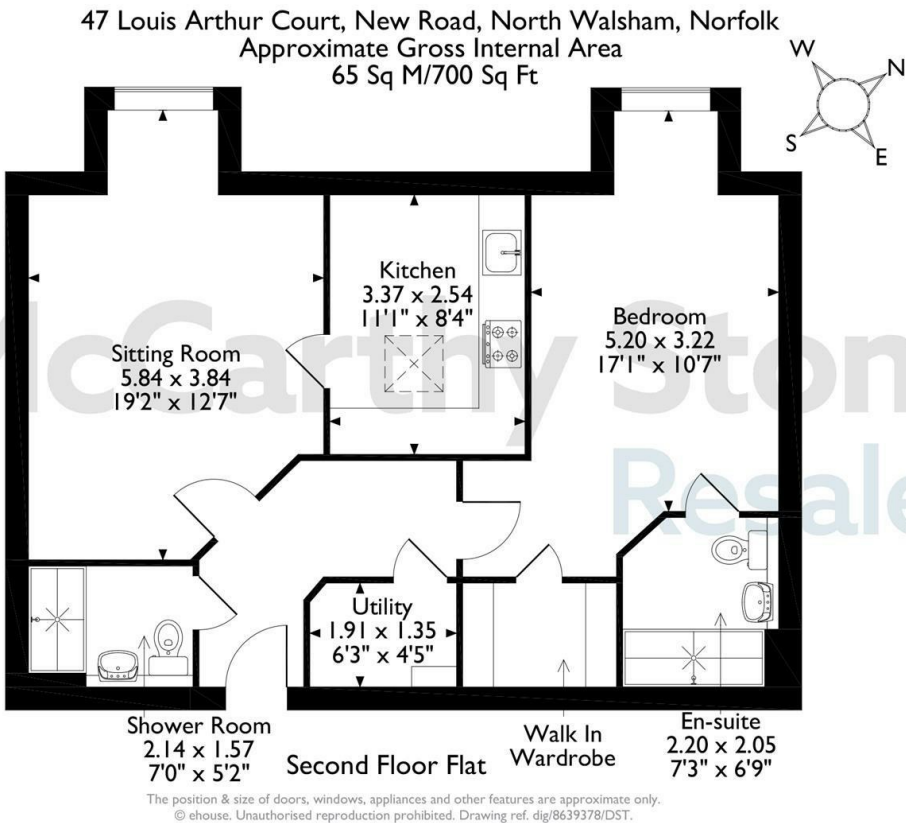 47 Louis Arthur Court, New Road, North Walsham, Norfolk
Approximate Gross Internal Area
65 Sq M/700 Sq Ft
W
N
S
E
Kitchen
3.37 x 2.54
11'1" x 8'4"
Bedroom
5.20 x 3.22
17'1" x 10'7"
Sitting Room
5.84 x 3.84
19'2" x 12'7"
McCarthy Stone
Resales
Utility
1.91 x 1.35
6'3" x 4'5"
Shower Room
2.14 x 1.57
7'0" x 5'2"
Second Floor Flat
Walk In
Wardrobe
En-suite
2.20 x 2.05
7'3" x 6'9"
The position & size of doors, windows, appliances and other features are approximate only.
© ehouse. Unauthorised reproduction prohibited. Drawing ref. dig/8639378/DST.